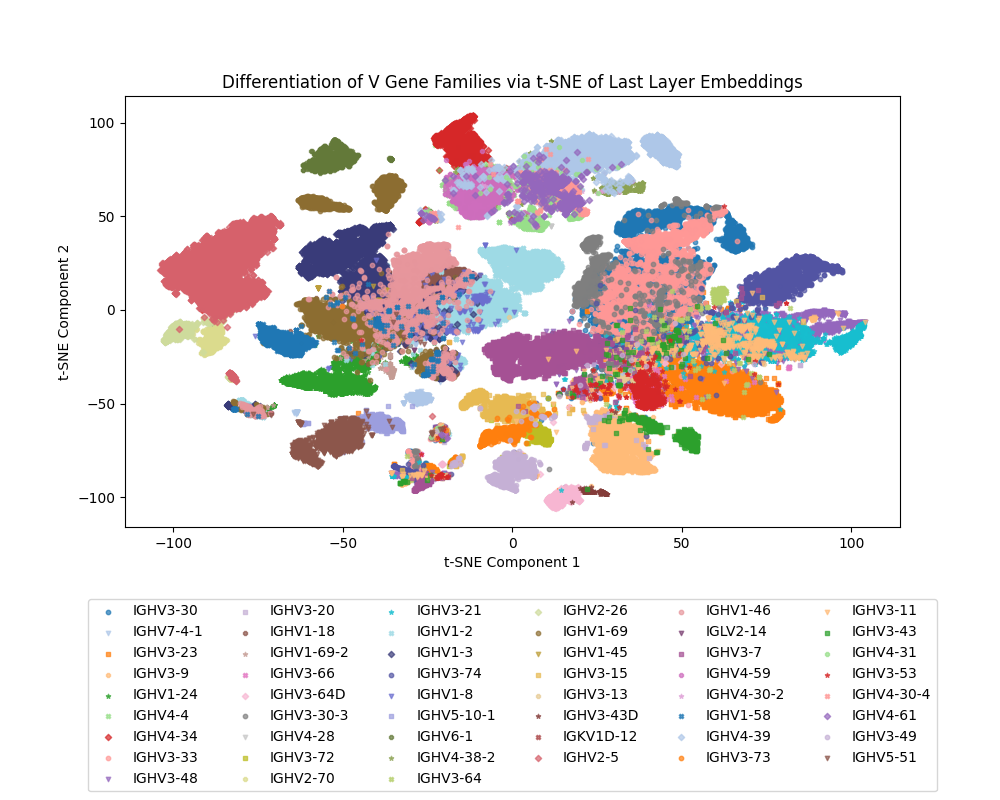 Differentiation of V Gene Families via t-SNE of Last Layer Embeddings
t-SNE Component 2
100
50
0
−50
−100
−100 −50 0 50 100
t-SNE Component 1
IGHV3-30 IGHV3-20 IGHV3-21 IGHV2-26 IGHV1-46 IGHV3-11
IGHV7-4-1 IGHV1-18 IGHV1-2 IGHV1-69 IGLV2-14 IGHV3-43
IGHV3-23 IGHV1-69-2 IGHV1-3 IGHV1-45 IGHV3-7 IGHV4-31
IGHV3-9 IGHV3-66 IGHV3-74 IGHV3-15 IGHV4-59 IGHV3-53
IGHV1-24 IGHV3-64D IGHV1-8 IGHV3-13 IGHV4-30-2 IGHV4-30-4
IGHV4-4 IGHV3-30-3 IGHV5-10-1 IGHV3-43D IGHV1-58 IGHV4-61
IGHV4-34 IGHV4-28 IGHV6-1 IGKV1D-12 IGHV4-39 IGHV3-49
IGHV3-33 IGHV3-72 IGHV4-38-2 IGHV2-5 IGHV3-73 IGHV5-51
IGHV3-48 IGHV2-70 IGHV3-64